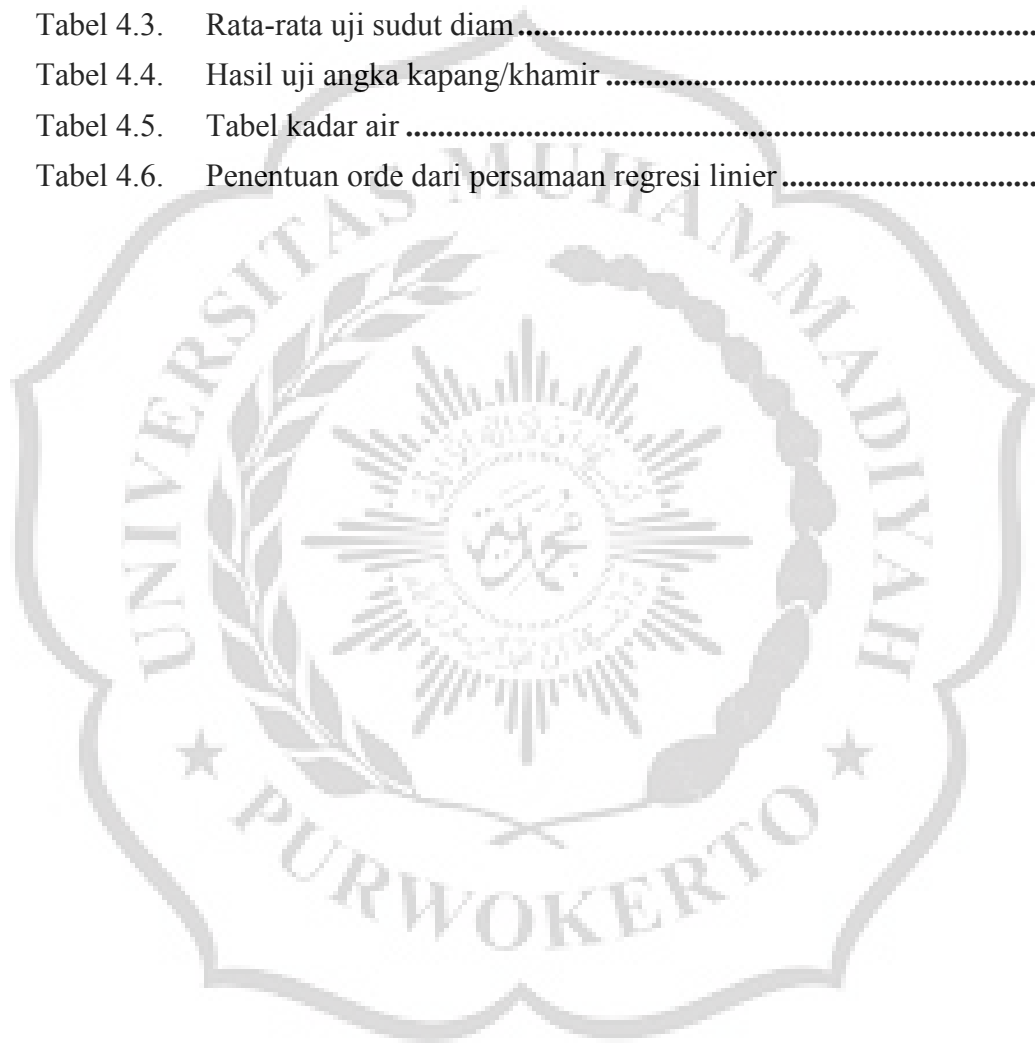 Tabel 4.3. Rata-rata uji sudut diam................................................................
Tabel 4.4. Hasil uji angka kapang/khamir................................................................
Tabel 4.5. Tabel kadar air................................................................
Tabel 4.6. Penentuan orde dari persamaan regresi linier................................................................
UNIVERSITAS MUHAMMADIYAH
PURWOKERTO